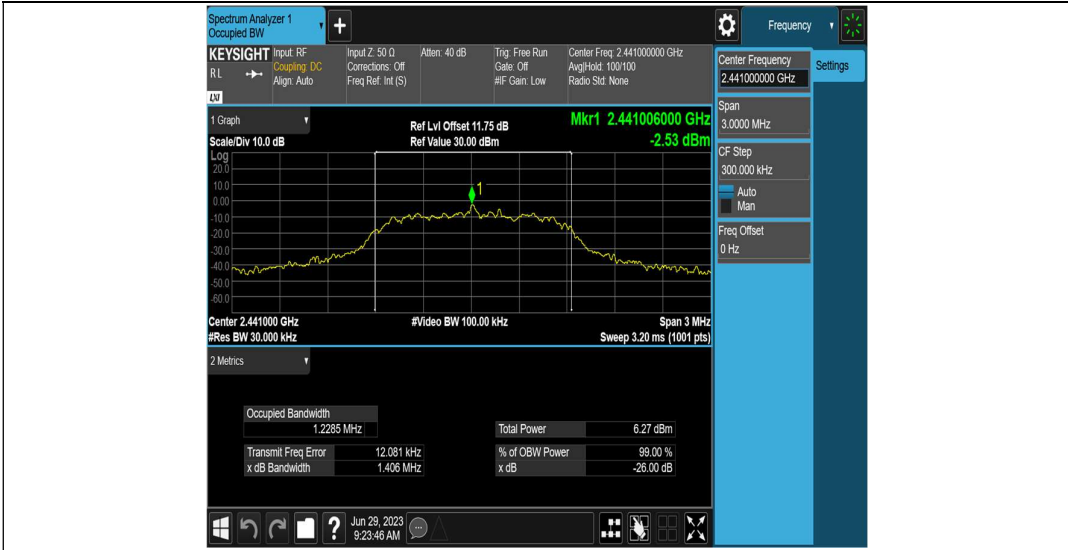 Spectrum Analyzer 1
Occupied BW
+
Frequency
KEYSIGHT
RL
LXI
Input: RF
Coupling: DC
Align: Auto
Input Z: 50 Ω
Corrections: Off
Freq Ref: Int (S)
Atten: 40 dB
Trig: Free Run
Gate: Off
#IF Gain: Low
Center Freq: 2.441000000 GHz
Avg|Hold: 100/100
Radio Std: None
Center Frequency
2.441000000 GHz
Settings
Span
3.0000 MHz
CF Step
300.000 kHz
Auto
Man
Freq Offset
0 Hz
1 Graph
Scale/Div 10.0 dB
Ref Lvl Offset 11.75 dB
Ref Value 30.00 dBm
Mkr1 2.441006000 GHz
-2.53 dBm
Log
20.0
10.0
0.00
-10.0
-20.0
-30.0
-40.0
-50.0
-60.0
1
Center 2.441000 GHz
#Res BW 30.000 kHz
#Video BW 100.00 kHz
Span 3 MHz
Sweep 3.20 ms (1001 pts)
2 Metrics
Occupied Bandwidth
1.2285 MHz
Transmit Freq Error 12.081 kHz
x dB Bandwidth 1.406 MHz
Total Power 6.27 dBm
% of OBW Power 99.00 %
x dB -26.00 dB
?
Jun 29, 2023
9:23:46 AM